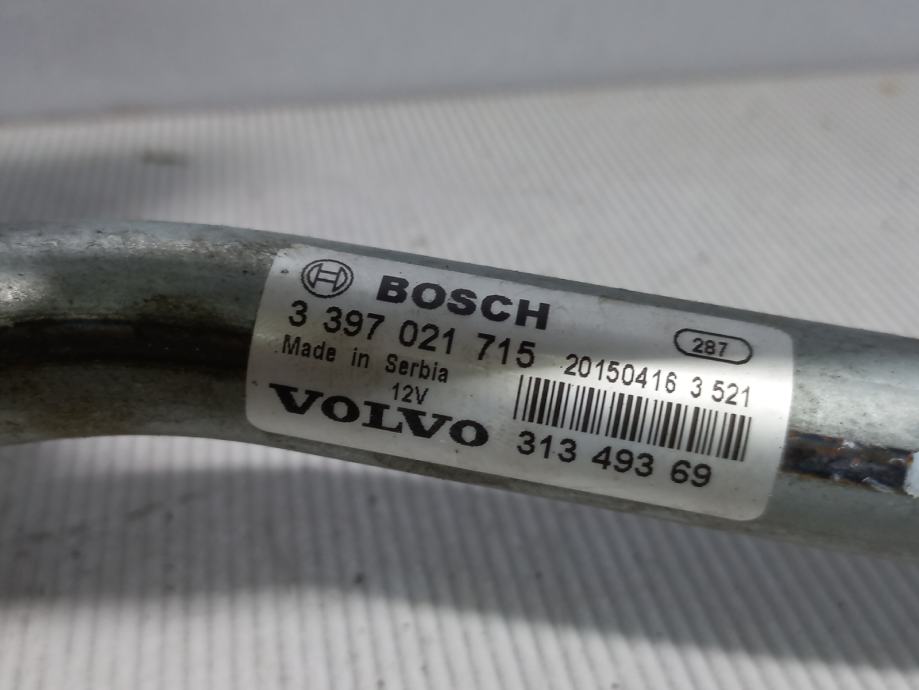 BOSCH
3 397 021 715
287
Made in Serbia
20150416 3 521
12V
VOLVO
313 493 69